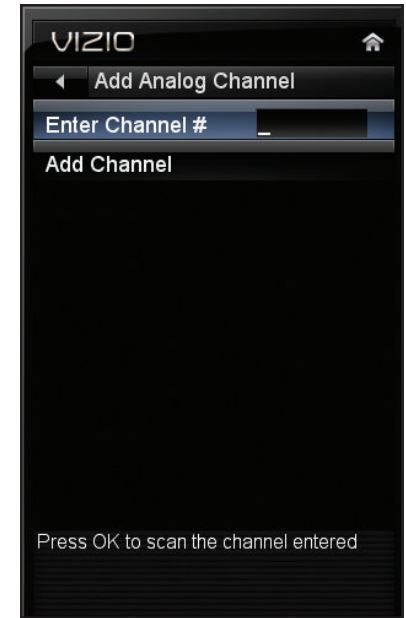 VIZIO
Add Analog Channel
Enter Channel # _
Add Channel
Press OK to scan the channel entered